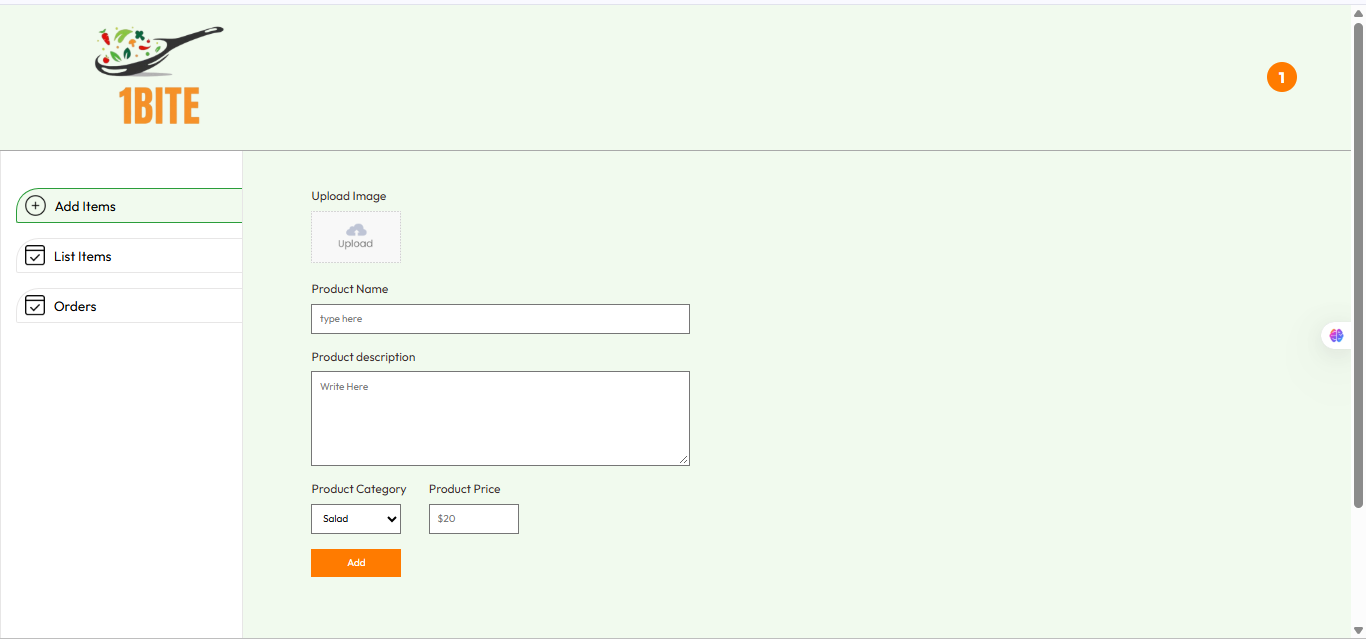 1BITE
1
Add Items
List Items
Orders
Upload Image
Upload
Product Name
type here
Product description
Write Here
Product Category Product Price
Salad $20
Add